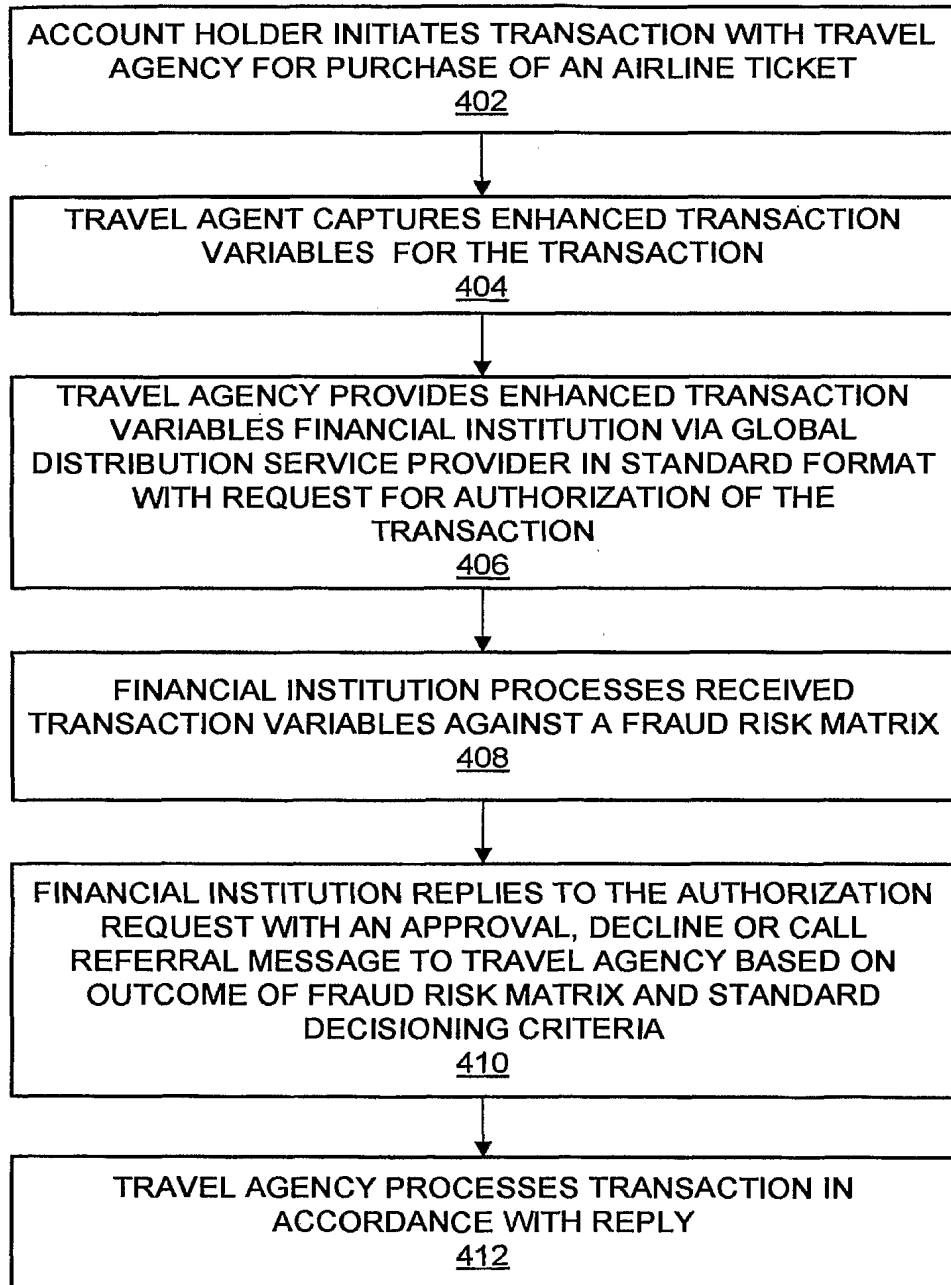 ACCOUNT HOLDER INITIATES TRANSACTION WITH TRAVEL
AGENCY FOR PURCHASE OF AN AIRLINE TICKET
402
TRAVEL AGENT CAPTURES ENHANCED TRANSACTION
VARIABLES FOR THE TRANSACTION
404
TRAVEL AGENCY PROVIDES ENHANCED TRANSACTION
VARIABLES FINANCIAL INSTITUTION VIA GLOBAL
DISTRIBUTION SERVICE PROVIDER IN STANDARD FORMAT
WITH REQUEST FOR AUTHORIZATION OF THE
TRANSACTION
406
FINANCIAL INSTITUTION PROCESSES RECEIVED
TRANSACTION VARIABLES AGAINST A FRAUD RISK MATRIX
408
FINANCIAL INSTITUTION REPLIES TO THE AUTHORIZATION
REQUEST WITH AN APPROVAL, DECLINE OR CALL
REFERRAL MESSAGE TO TRAVEL AGENCY BASED ON
OUTCOME OF FRAUD RISK MATRIX AND STANDARD
DECISIONING CRITERIA
410
TRAVEL AGENCY PROCESSES TRANSACTION IN
ACCORDANCE WITH REPLY
412